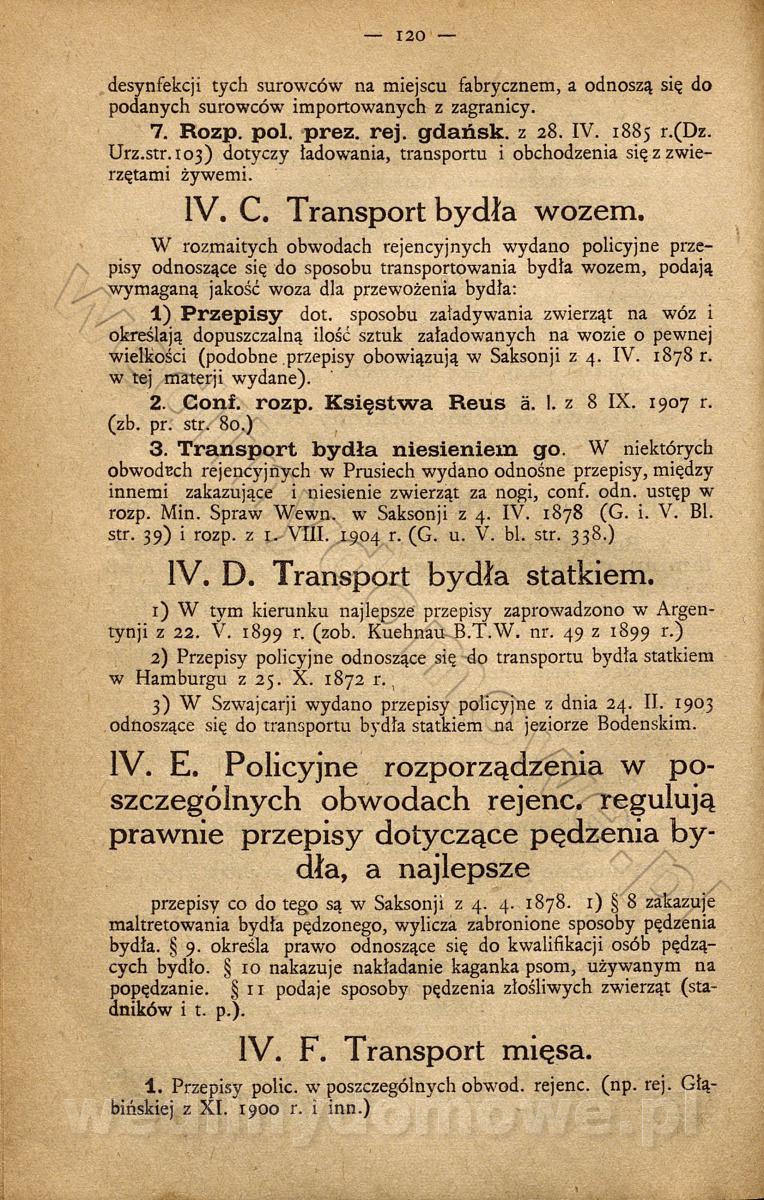 — 120 —
desynfekcji tych surowców na miejscu fabrycznem, a odnoszą się do
podanych surowców importowanych z zagranicy.
7. Rozp. pol. prez. rej. gdańsk. z 28. IV. 1885 r.(Dz.
Urz.str.103) dotyczy ładowania, transportu i obchodzenia się z zwie-
rzętami żywemi.
IV. C. Transport bydła wozem.
W rozmaitych obwodach rejencyjnych wydano policyjne prze-
pisy odnoszące się do sposobu transportowania bydła wozem, podają
wymaganą jakość woza dla przewożenia bydła:
1) Przepisy dot. sposobu załadywania zwierząt na wóz i
określają dopuszczalną ilość sztuk załadowanych na wozie o pewnej
wielkości (podobne przepisy obowiązują w Saksonji z 4. IV. 1878 r.
w tej materji wydane).
2. Conf. rozp. Księstwa Reus ä. l. z 8 IX. 1907 r.
(zb. pr. str. 80.)
3. Transport bydła niesieniem go. W niektórych
obwodach rejencyjnych w Prusiech wydano odnośne przepisy, między
innemi zakazujące i niesienie zwierząt za nogi, conf. odn. ustęp w
rozp. Min. Spraw Wewn. w Saksonji z 4. IV. 1878 (G. i. V. Bl.
str. 39) i rozp. z 1. VIII. 1904 r. (G. u. V. bl. str. 338.)
IV. D. Transport bydła statkiem.
1) W tym kierunku najlepsze przepisy zaprowadzono w Argen-
tynji z 22. V. 1899 r. (zob. Kuehnau B.T.W. nr. 49 z 1899 r.)
2) Przepisy policyjne odnoszące się do transportu bydła statkiem
w Hamburgu z 25. X. 1872 r.
3) W Szwajcarji wydano przepisy policyjne z dnia 24. II. 1903
odnoszące się do transportu bydła statkiem na jeziorze Bodenskim.
IV. E. Policyjne rozporządzenia w po-
szczególnych obwodach rejenc. regulują
prawnie przepisy dotyczące pędzenia by-
dła, a najlepsze
przepisy co do tego są w Saksonji z 4. 4. 1878. 1) § 8 zakazuje
maltretowania bydła pędzonego, wylicza zabronione sposoby pędzenia
bydła. § 9. określa prawo odnoszące się do kwalifikacji osób pędzą-
cych bydło. § 10 nakazuje nakładanie kaganka psom, używanym na
popędzanie. § 11 podaje sposoby pędzenia złośliwych zwierząt (sta-
dników i t. p.).
IV. F. Transport mięsa.
1. Przepisy polic. w poszczególnych obwod. rejenc. (np. rej. Głą-
bińskiej z XI. 1900 r. i inn.)